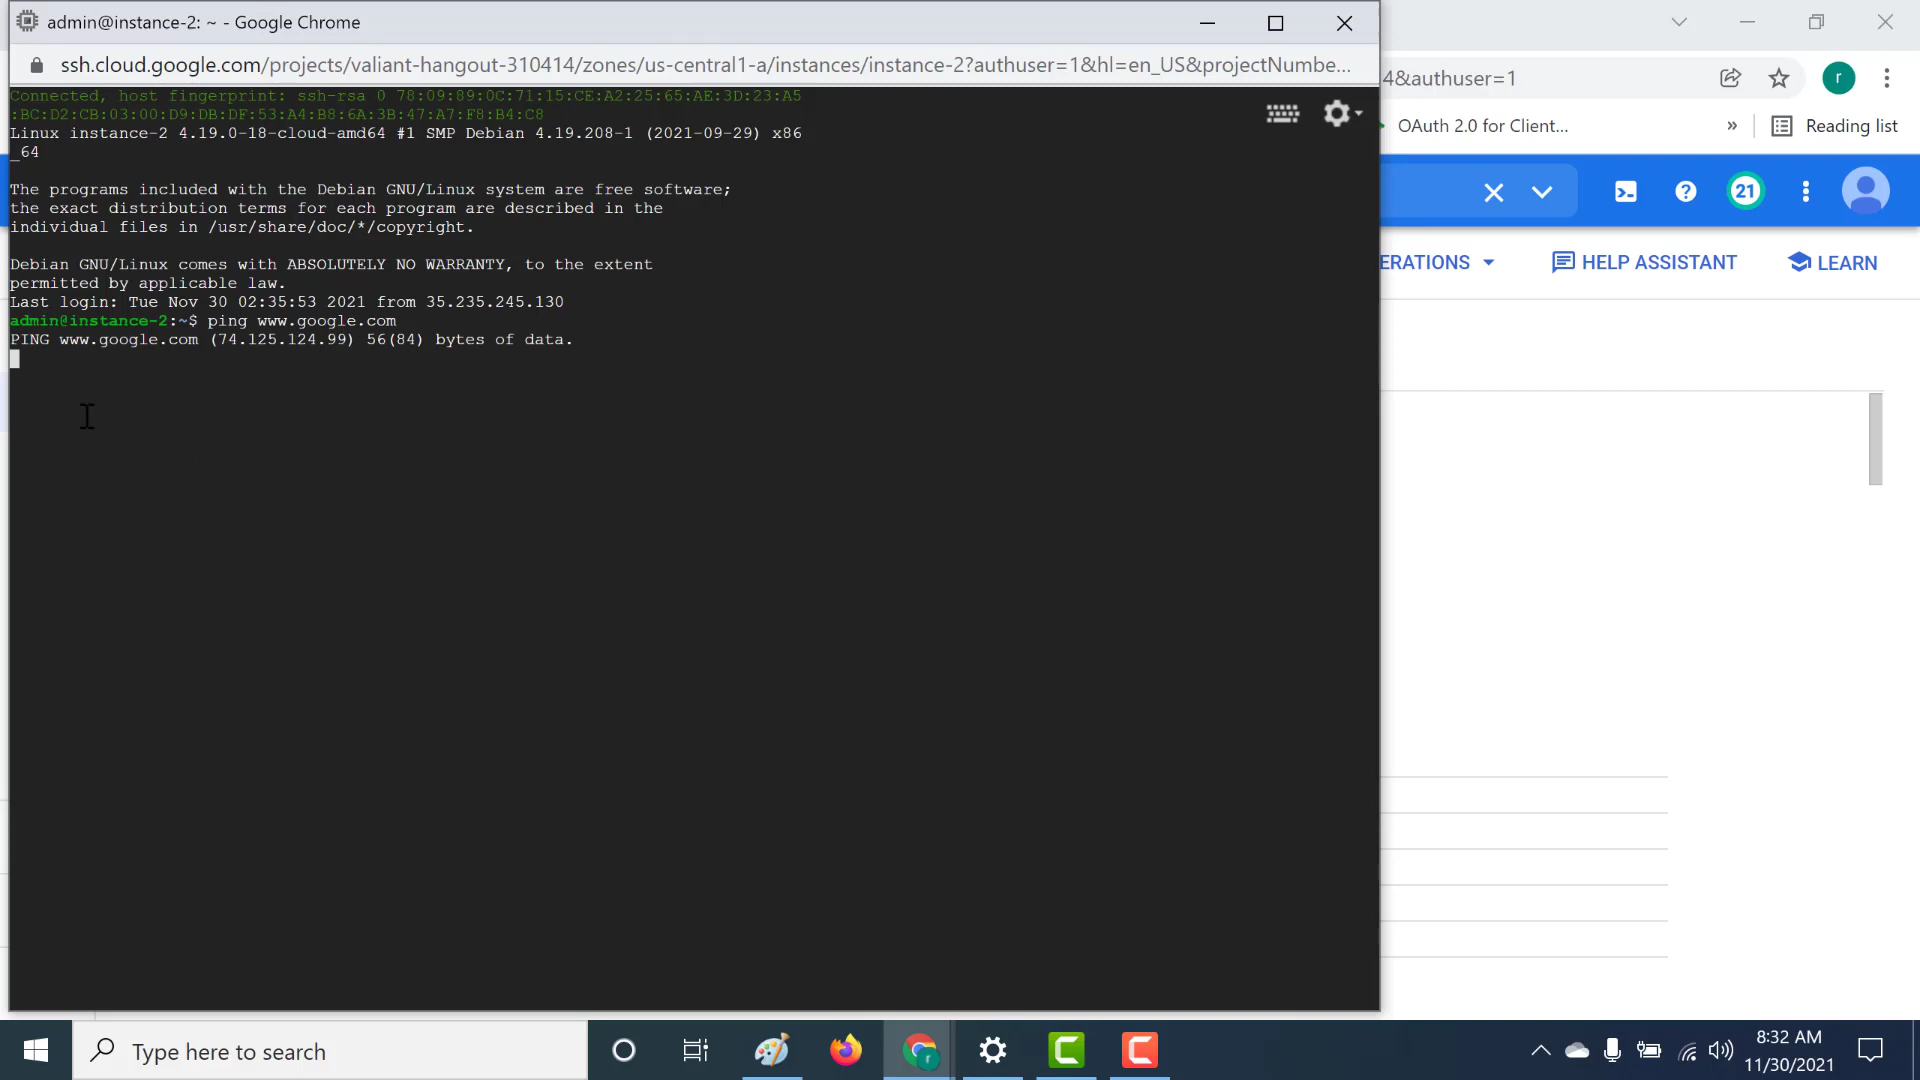 admin@instance-2: ~ - Google Chrome
ssh.cloud.google.com/projects/valiant-hangout-310414/zones/us-central1-a/instances/instance-2?authuser=1&hl=en_US&projectNumbe...
4&authuser=1
r
OAuth 2.0 for Client...
»
Reading list
21
ERATIONS
HELP ASSISTANT
LEARN
Connected, host fingerprint: ssh-rsa 0 78:09:89:0C:71:15:CE:A2:25:65:AE:3D:23:A5
:BC:D2:CB:03:00:D9:DB:DF:53:A4:B8:6A:3B:47:A7:F8:B4:C8
Linux instance-2 4.19.0-18-cloud-amd64 #1 SMP Debian 4.19.208-1 (2021-09-29) x86
_64
The programs included with the Debian GNU/Linux system are free software;
the exact distribution terms for each program are described in the
individual files in /usr/share/doc/*/copyright.
Debian GNU/Linux comes with ABSOLUTELY NO WARRANTY, to the extent
permitted by applicable law.
Last login: Tue Nov 30 02:35:53 2021 from 35.235.245.130
admin@instance-2:~$ ping www.google.com
PING www.google.com (74.125.124.99) 56(84) bytes of data.
Type here to search
8:32 AM
11/30/2021